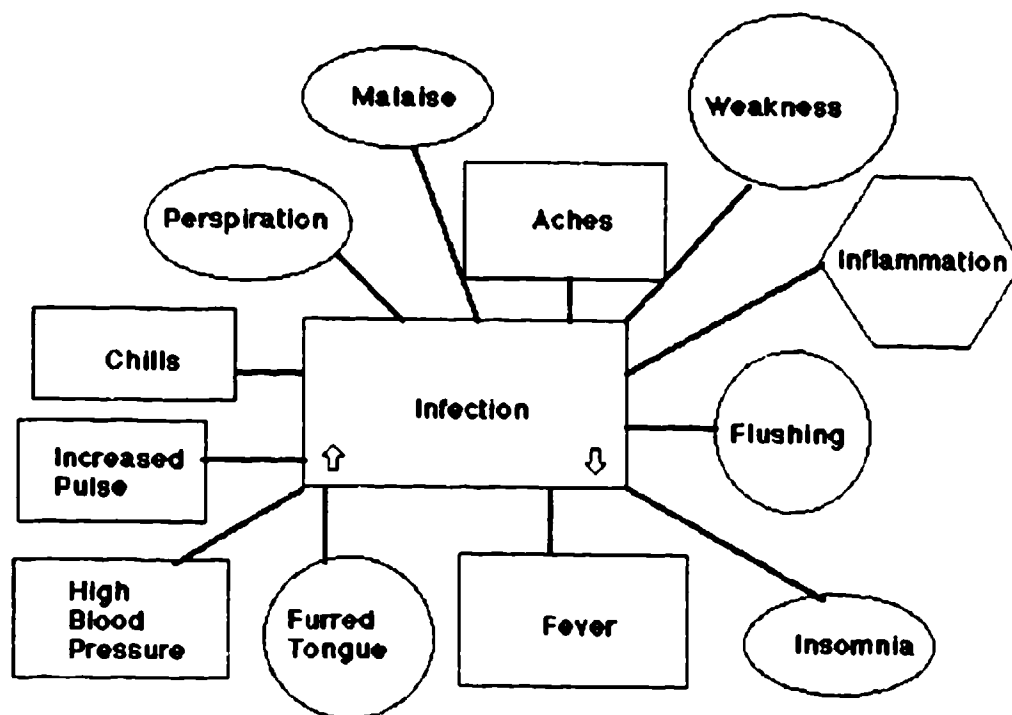 Malaise
Weakness
Perspiration
Aches
Inflammation
Chills
Infection
Flushing
Increased
Pulse
High
Blood
Pressure
Furred
Tongue
Fever
Insomnia